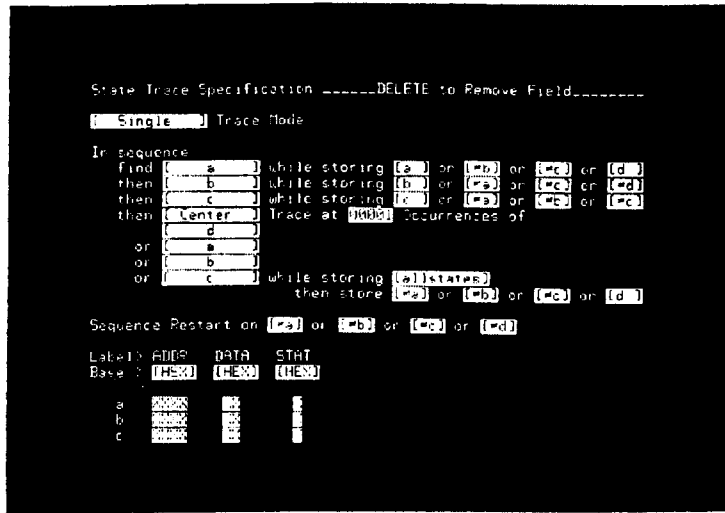 State Trace Specification ______DELETE to Remove Field________
[ Single ] Trace Mode
In sequence
find [ a ] while storing [a ] or [≠b] or [≠c] or [d ]
then [ b ] while storing [b ] or [≠a] or [≠c] or [≠d]
then [ c ] while storing [c ] or [≠a] or [≠b] or [≠c]
then [ Center ] Trace at 00001 Occurrences of
[ d ]
or [ a ]
or [ b ]
or [ c ] while storing [all states]
then store [≠a] or [≠b] or [≠c] or [d ]
Sequence Restart on [≠a] or [≠b] or [≠c] or [≠d]
Label> ADDR DATA STAT
Base > [HEX] [HEX] [HEX]
a
b
c